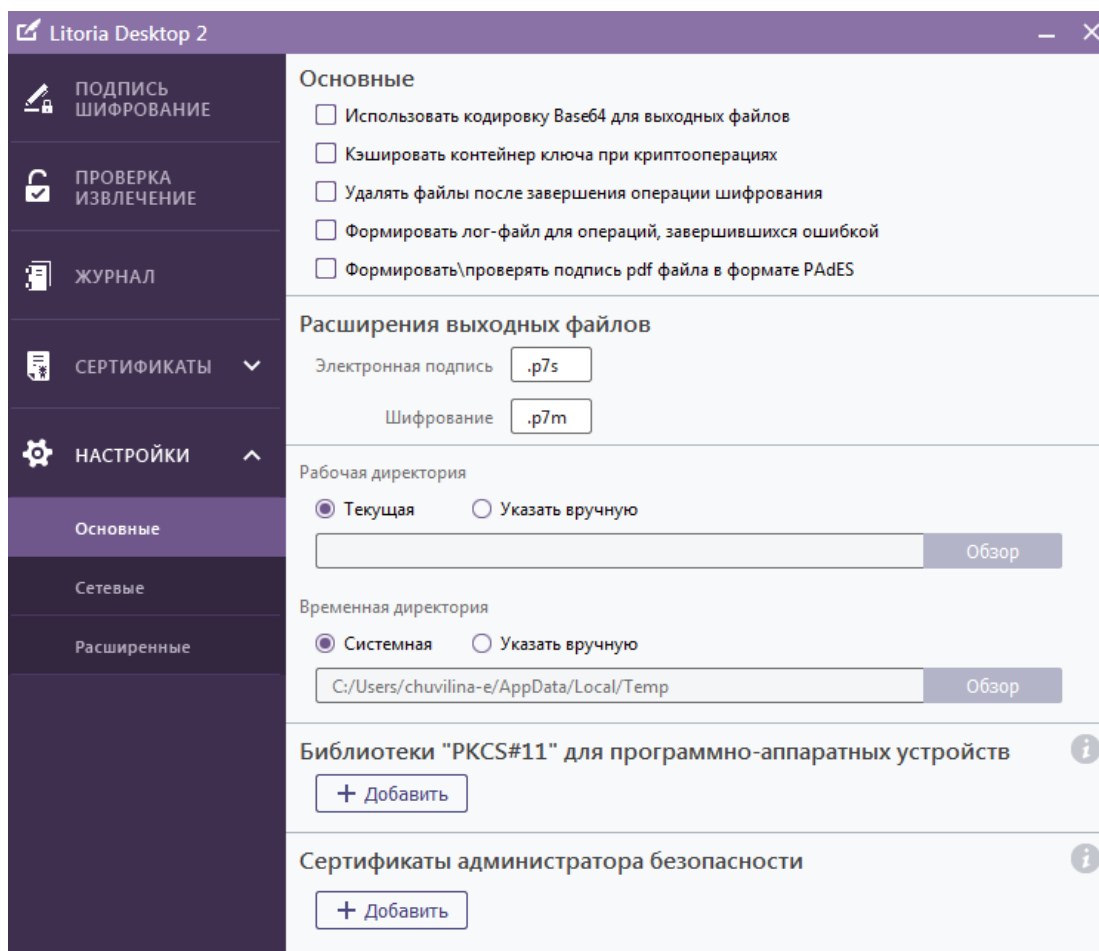 Litoria Desktop 2
ПОДПИСЬ
ШИФРОВАНИЕ
ПРОВЕРКА
ИЗВЛЕЧЕНИЕ
ЖУРНАЛ
СЕРТИФИКАТЫ
НАСТРОЙКИ
Основные
Сетевые
Расширенные
Основные
Использовать кодировку Base64 для выходных файлов
Кэшировать контейнер ключа при криптооперациях
Удалять файлы после завершения операции шифрования
Формировать лог-файл для операций, завершившихся ошибкой
Формировать\проверять подпись pdf файла в формате PAdES
Расширения выходных файлов
Электронная подпись .p7s
Шифрование .p7m
Рабочая директория
Текущая Указать вручную
Обзор
Временная директория
Системная Указать вручную
C:/Users/chuvilina-e/AppData/Local/Temp Обзор
Библиотеки "PKCS#11" для программно-аппаратных устройств
+ Добавить
Сертификаты администратора безопасности
+ Добавить